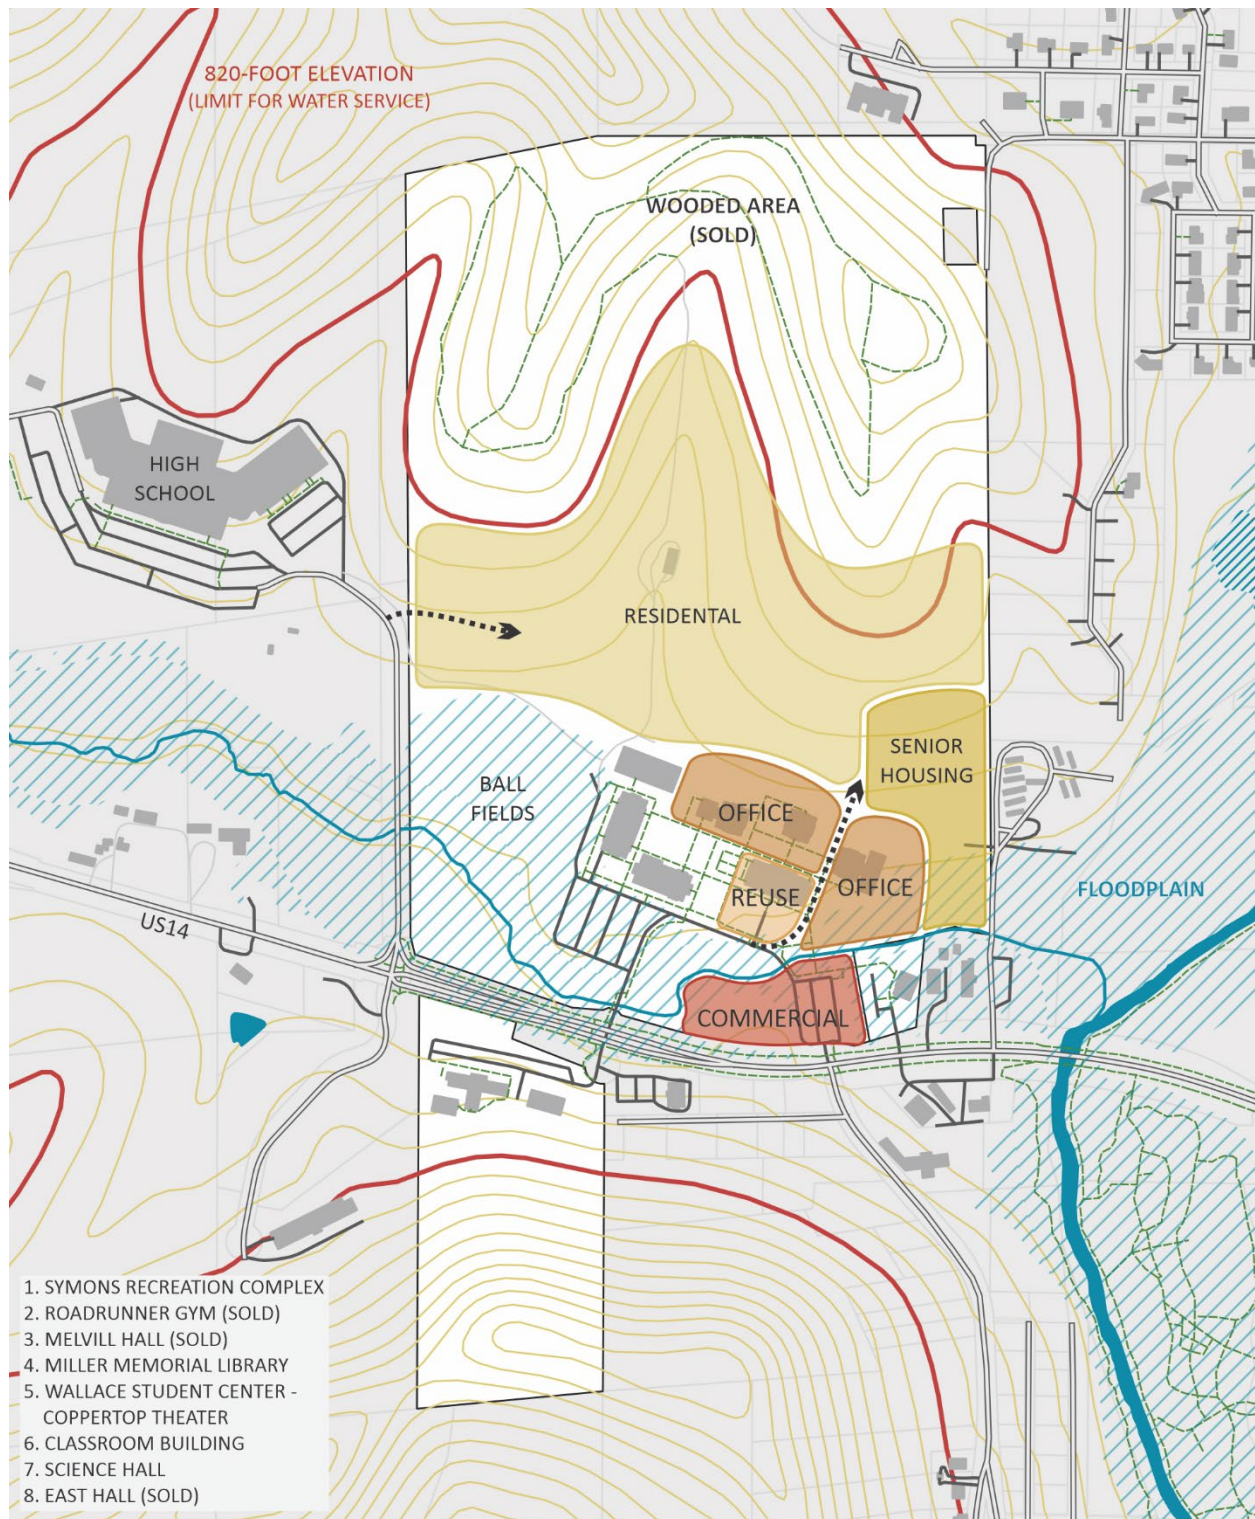 820-FOOT ELEVATION
(LIMIT FOR WATER SERVICE)
WOODED AREA
(SOLD)
HIGH
SCHOOL
RESIDENTAL
SENIOR
HOUSING
BALL
FIELDS
OFFICE
REUSE
OFFICE
FLOODPLAIN
US14
COMMERCIAL
1. SYMONS RECREATION COMPLEX
2. ROADRUNNER GYM (SOLD)
3. MELVILL HALL (SOLD)
4. MILLER MEMORIAL LIBRARY
5. WALLACE STUDENT CENTER -
COPPERTOP THEATER
6. CLASSROOM BUILDING
7. SCIENCE HALL
8. EAST HALL (SOLD)